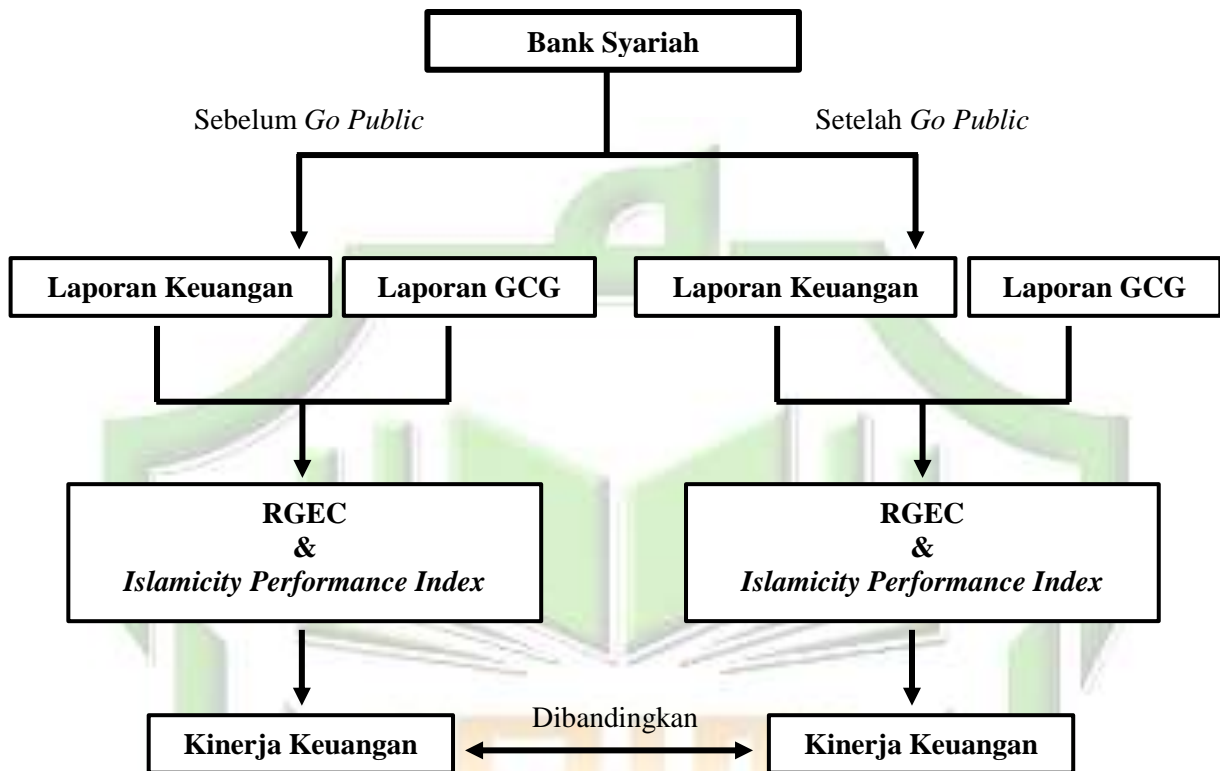 Bank Syariah
Sebelum Go Public
Setelah Go Public
Laporan Keuangan
Laporan GCG
Laporan Keuangan
Laporan GCG
RGEC
&
Islamicity Performance Index
RGEC
&
Islamicity Performance Index
Dibandingkan
Kinerja Keuangan
Kinerja Keuangan